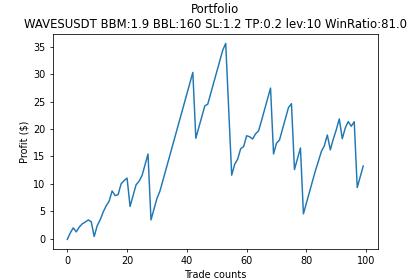 Portfolio
WAVESUSDT BBM:1.9 BBL:160 SL:1.2 TP:0.2 lev:10 WinRatio:81.0
Profit ($)
35
30
25
20
15
10
5
0
0 20 40 60 80 100
Trade counts